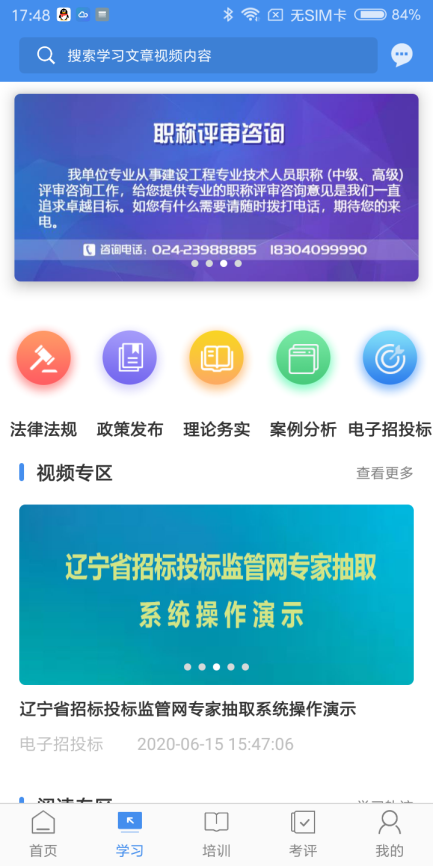 17:48 无SIM卡 84%
搜索学习文章视频内容
职称评审咨询
我单位专业从事建设工程专业技术人员职称 (中级、高级)
评审咨询工作，给您提供专业的职称评审咨询意见是我们一直
追求卓越目标。如您有什么需要请随时拨打电话，期待您的来
电。
咨询电话：024-23988885 18304099990
法律法规 政策发布 理论务实 案例分析 电子招投标
视频专区 查看更多
辽宁省招标投标监管网专家抽取
系统操作演示
辽宁省招标投标监管网专家抽取系统操作演示
电子招投标 2020-06-15 15:47:06
阅读专区
首页 学习 培训 考评 我的